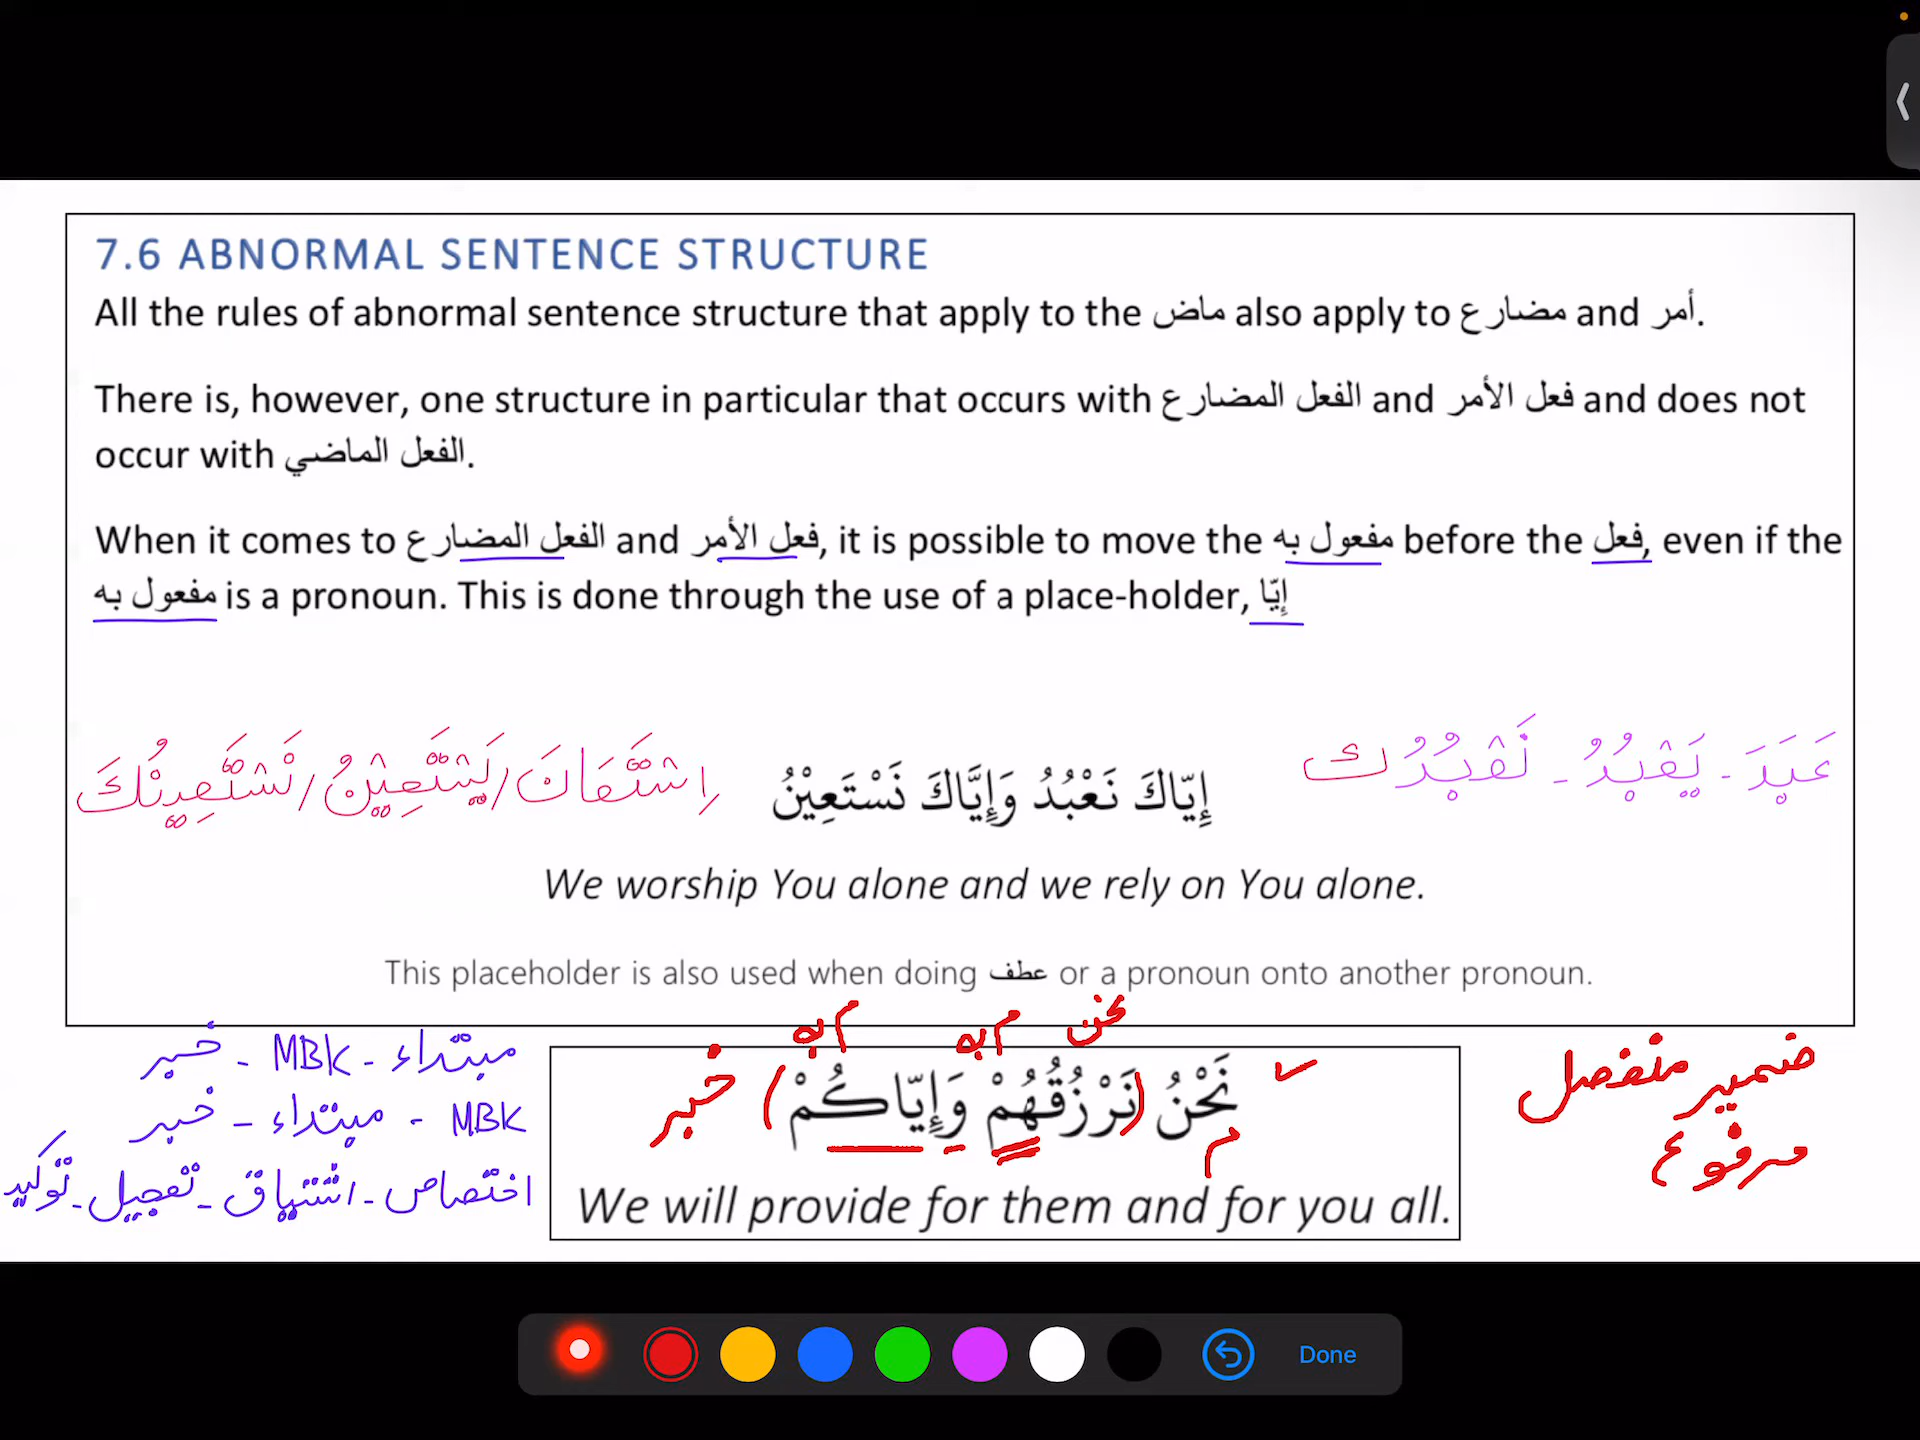 7.6 ABNORMAL SENTENCE STRUCTURE
All the rules of abnormal sentence structure that apply to the ماض also apply to مضارع and أمر.
There is, however, one structure in particular that occurs with الفعل المضارع and فعل الأمر and does not
occur with الفعل الماضي.
When it comes to الفعل المضارع and فعل الأمر, it is possible to move the مفعول به before the فعل, even if the
مفعول به is a pronoun. This is done through the use of a place-holder, إيّا
عَبَدَ - يَعْبُدُ - نَعْبُدُ ك
إِيّاكَ نَعْبُدُ وَإِيَّاكَ نَسْتَعِيْنُ
اِسْتَعَانَ / يَسْتَعِيْنُ / نَسْتَعِيْنُكَ
We worship You alone and we rely on You alone.
This placeholder is also used when doing عطف or a pronoun onto another pronoun.
نحن م به م به
مبتداء - MBK - خبر
MBK - مبتداء - خبر
اختصاص - اشتياق - تعجيل - توكيد
نَحْنُ (نَرْزُقُهُمْ وَإِيّاكُمْ) خبر
م
We will provide for them and for you all.
ضمير منفصل
مرفوع
Done